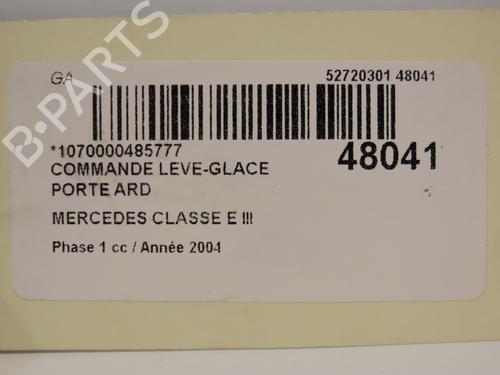 GA
52720301 48041
*1070000485777
48041
COMMANDE LEVE-GLACE
PORTE ARD
MERCEDES CLASSE E III
Phase 1 cc / Année 2004
B-PARTS